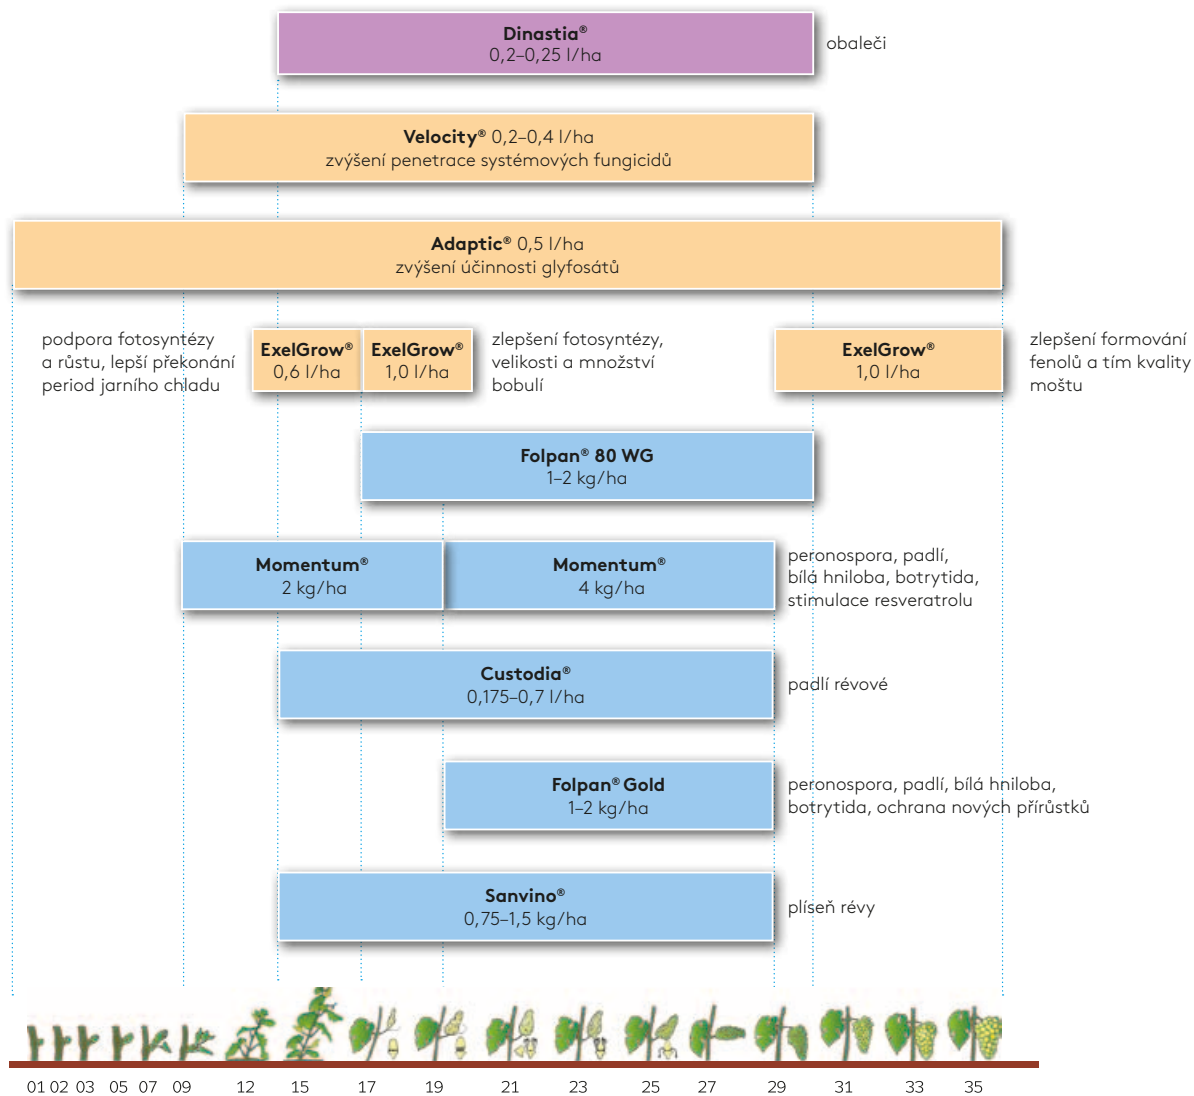 Dinastia®
0,2–0,25 l/ha
obaleči
Velocity® 0,2–0,4 l/ha
zvýšení penetrace systémových fungicidů
Adaptic® 0,5 l/ha
zvýšení účinnosti glyfosátů
podpora fotosyntézy
a růstu, lepší překonání
period jarního chladu
ExelGrow®
0,6 l/ha
ExelGrow®
1,0 l/ha
zlepšení fotosyntézy,
velikosti a množství
bobulí
ExelGrow®
1,0 l/ha
zlepšení formování
fenolů a tím kvality
moštu
Folpan® 80 WG
1–2 kg/ha
Momentum®
2 kg/ha
Momentum®
4 kg/ha
peronospora, padlí,
bílá hniloba, botrytida,
stimulace resveratrolu
Custodia®
0,175–0,7 l/ha
padlí révové
Folpan® Gold
1–2 kg/ha
peronospora, padlí, bílá hniloba,
botrytida, ochrana nových přírůstků
Sanvino®
0,75–1,5 kg/ha
plíseň révy
01 02 03 05 07 09 12 15 17 19 21 23 25 27 29 31 33 35